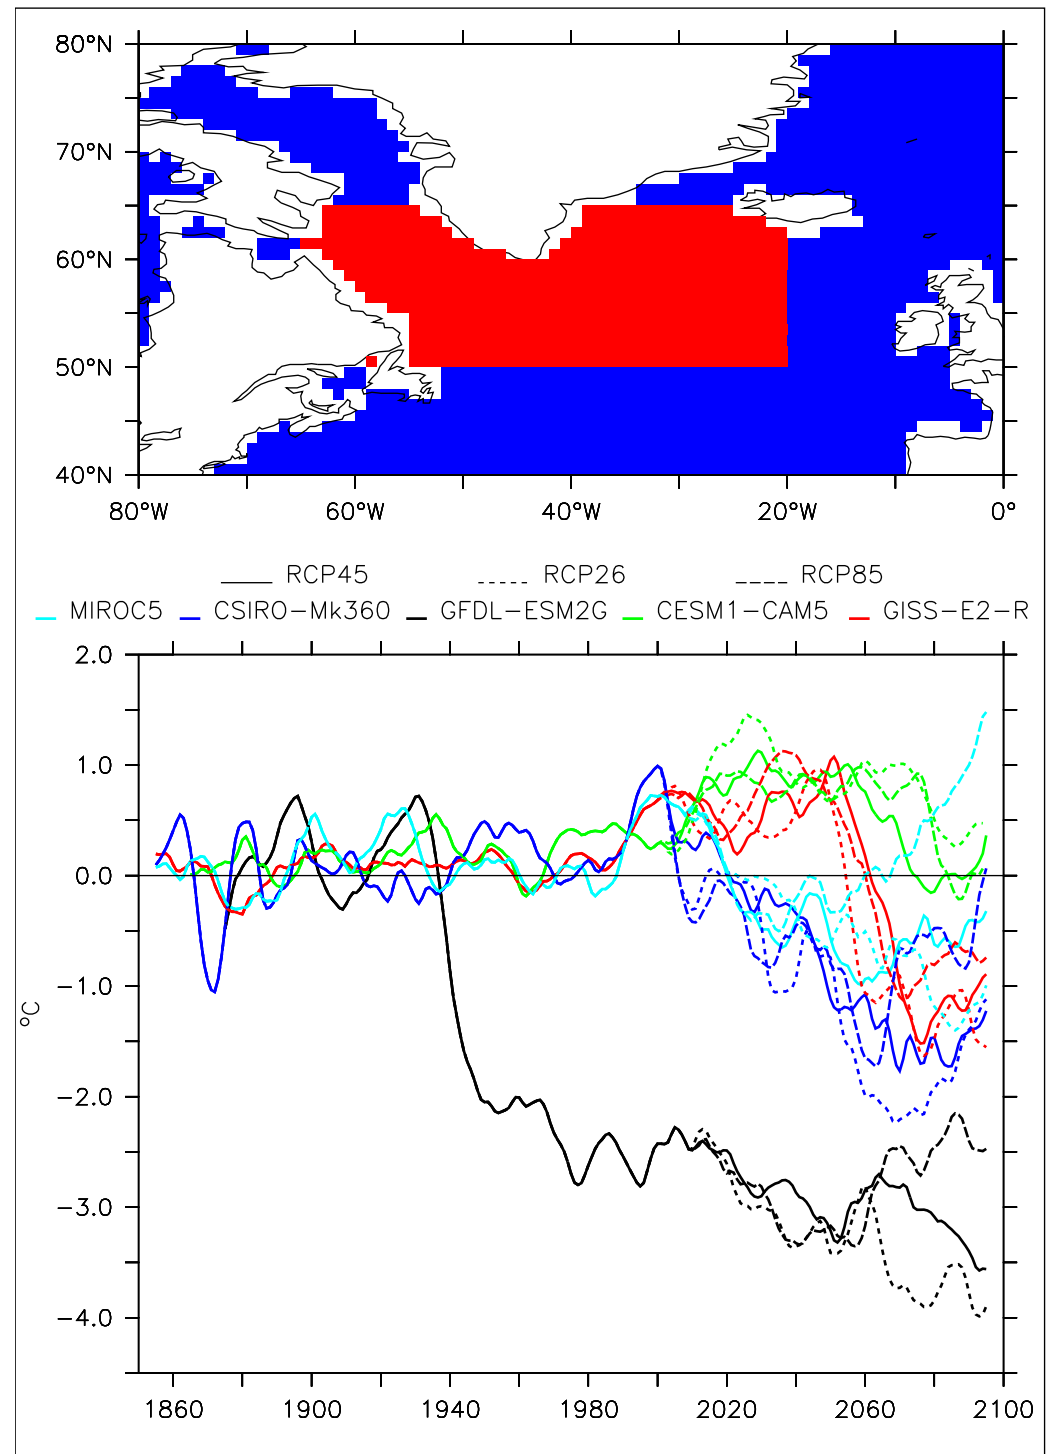 80°N
70°N
60°N
50°N
40°N
80°W 60°W 40°W 20°W 0°
RCP45 RCP26 RCP85
MIROC5 CSIRO-Mk360 GFDL-ESM2G CESM1-CAM5 GISS-E2-R
2.0
1.0
0.0
-1.0
°C
-2.0
-3.0
-4.0
1860 1900 1940 1980 2020 2060 2100